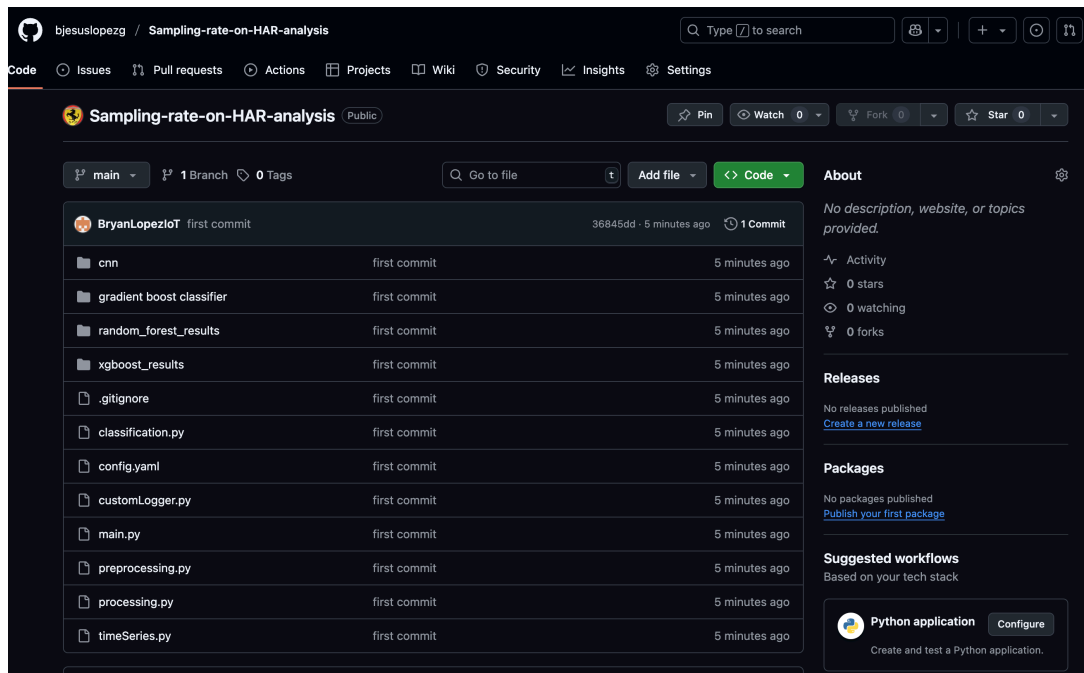 bjesuslopezg / Sampling-rate-on-HAR-analysis
Type / to search
Code Issues Pull requests Actions Projects Wiki Security Insights Settings
Sampling-rate-on-HAR-analysis Public
Pin Watch 0 Fork 0 Star 0
main 1 Branch 0 Tags Go to file t Add file Code
BryanLopezIoT first commit 36845dd · 5 minutes ago 1 Commit
cnn first commit 5 minutes ago
gradient boost classifier first commit 5 minutes ago
random_forest_results first commit 5 minutes ago
xgboost_results first commit 5 minutes ago
.gitignore first commit 5 minutes ago
classification.py first commit 5 minutes ago
config.yaml first commit 5 minutes ago
customLogger.py first commit 5 minutes ago
main.py first commit 5 minutes ago
preprocessing.py first commit 5 minutes ago
processing.py first commit 5 minutes ago
timeSeries.py first commit 5 minutes ago
About
No description, website, or topics
provided.
Activity
0 stars
0 watching
0 forks
Releases
No releases published
Create a new release
Packages
No packages published
Publish your first package
Suggested workflows
Based on your tech stack
Python application Configure
Create and test a Python application.